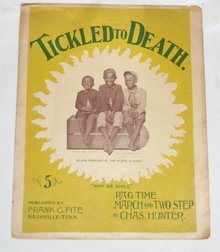 TICKLED TO DEATH.
"WHY WE SMILE"
5
RAG TIME
MARCH AND TWO STEP
BY CHAS. HUNTER.
PUBLISHED BY
FRANK G. FITE
NASHVILLE, TENN.